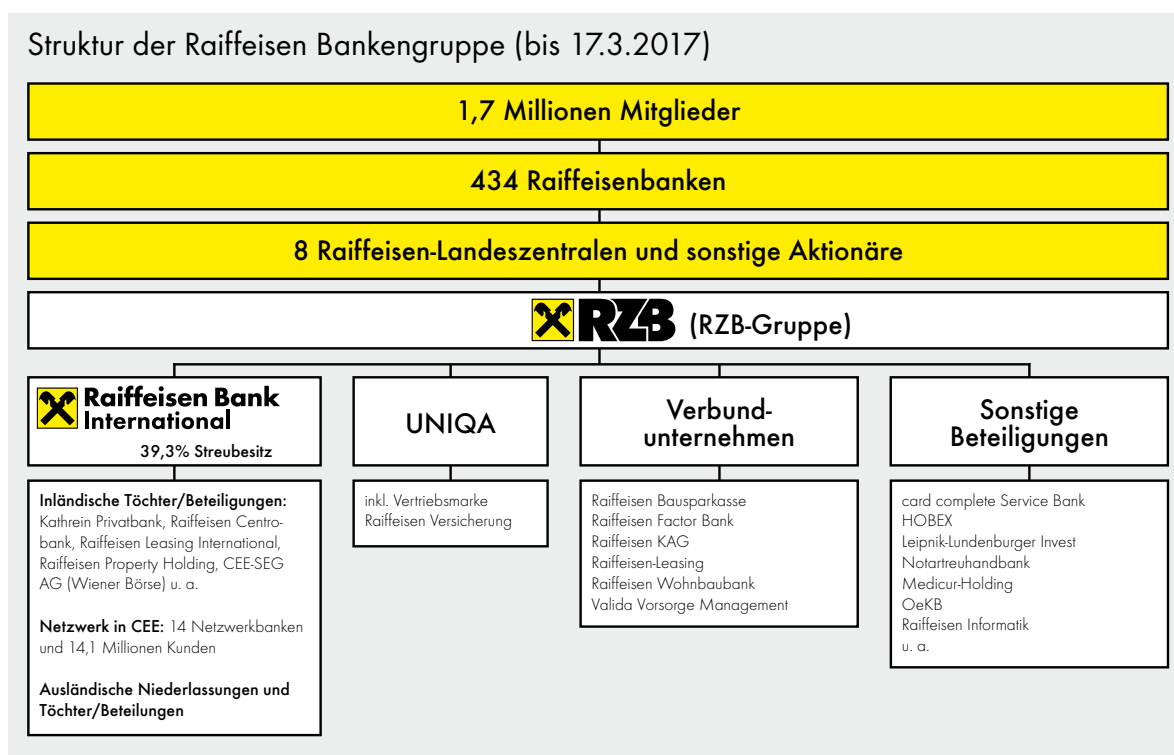 Struktur der Raiffeisen Bankengruppe (bis 17.3.2017)
1,7 Millionen Mitglieder
434 Raiffeisenbanken
8 Raiffeisen-Landeszentralen und sonstige Aktionäre
RZB (RZB-Gruppe)
Raiffeisen Bank
International
39,3% Streubesitz
Inländische Töchter/Beteiligungen:
Kathrein Privatbank, Raiffeisen Centro-
bank, Raiffeisen Leasing International,
Raiffeisen Property Holding, CEE-SEG
AG (Wiener Börse) u. a.
Netzwerk in CEE: 14 Netzwerkbanken
und 14,1 Millionen Kunden
Ausländische Niederlassungen und
Töchter/Beteilungen
UNIQA
inkl. Vertriebsmarke
Raiffeisen Versicherung
Verbund-
unternehmen
Raiffeisen Bausparkasse
Raiffeisen Factor Bank
Raiffeisen KAG
Raiffeisen-Leasing
Raiffeisen Wohnbaubank
Valida Vorsorge Management
Sonstige
Beteiligungen
card complete Service Bank
HOBEX
Leipnik-Lundenburger Invest
Notartreuhandbank
Medicur-Holding
OeKB
Raiffeisen Informatik
u. a.